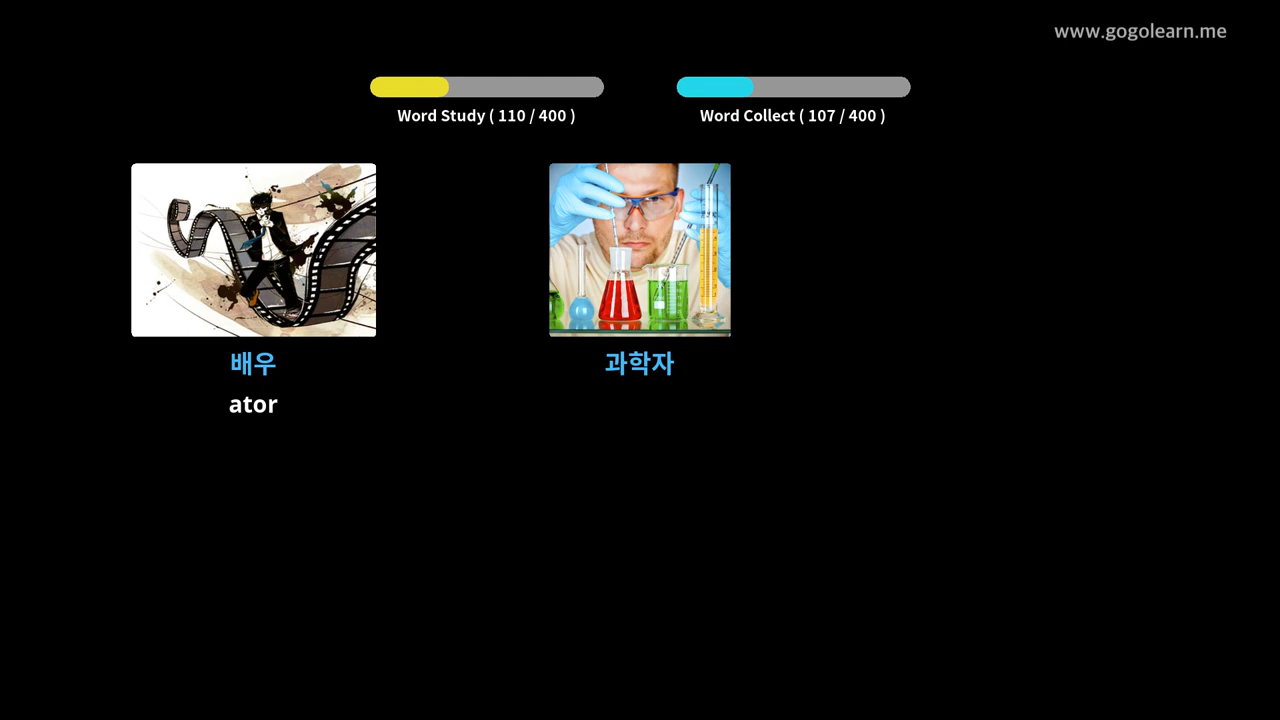 www.gogolearn.me
Word Study ( 110 / 400 )
Word Collect ( 107 / 400 )
배우
과학자
ator